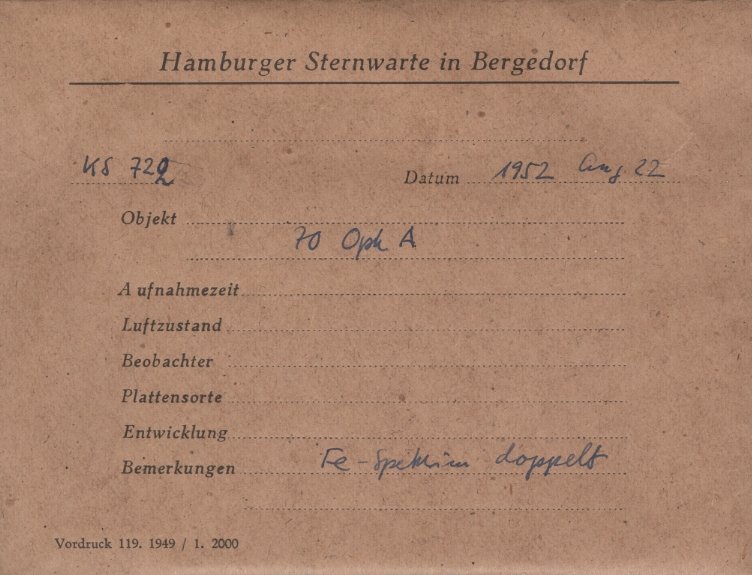 Hamburger Sternwarte in Bergedorf
KS 722 Datum 1952 Aug 22
Objekt
70 Oph A
Aufnahmezeit
Luftzustand
Beobachter
Plattensorte
Entwicklung
Bemerkungen Fe-Spektrum doppelt
Vordruck 119. 1949 / 1. 2000